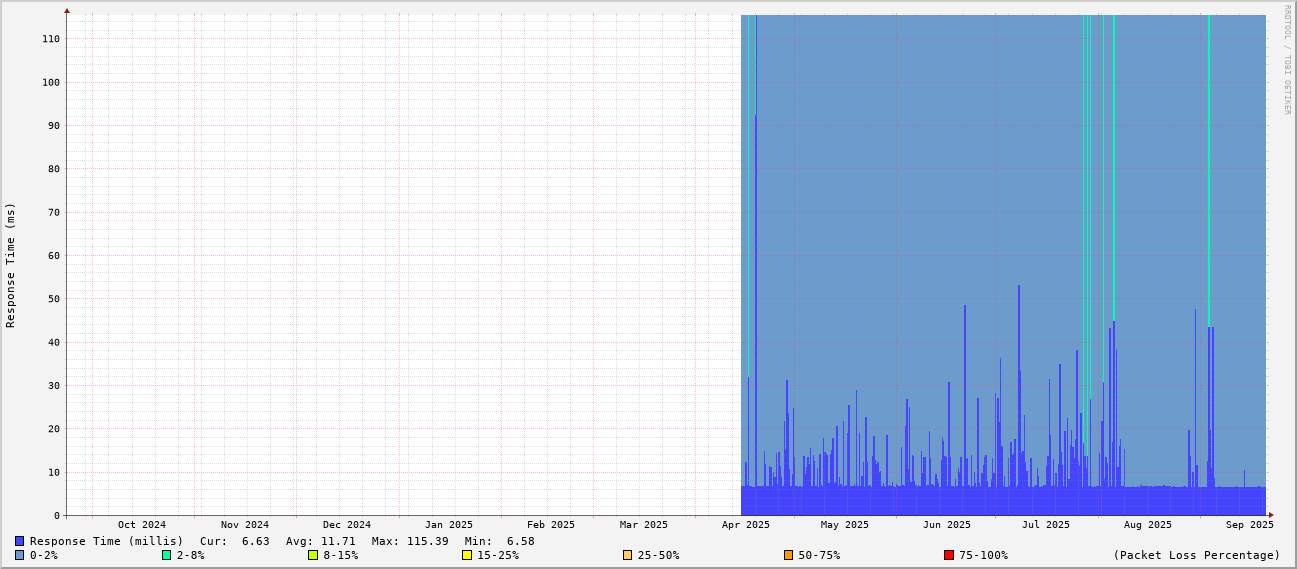 RRDTOOL / TOBI OETIKER
Response Time (ms)
110
100
90
80
70
60
50
40
30
20
10
0
Oct 2024 Nov 2024 Dec 2024 Jan 2025 Feb 2025 Mar 2025 Apr 2025 May 2025 Jun 2025 Jul 2025 Aug 2025 Sep 2025
Response Time (millis) Cur: 6.63 Avg: 11.71 Max: 115.39 Min: 6.58
0-2% 2-8% 8-15% 15-25% 25-50% 50-75% 75-100% (Packet Loss Percentage)